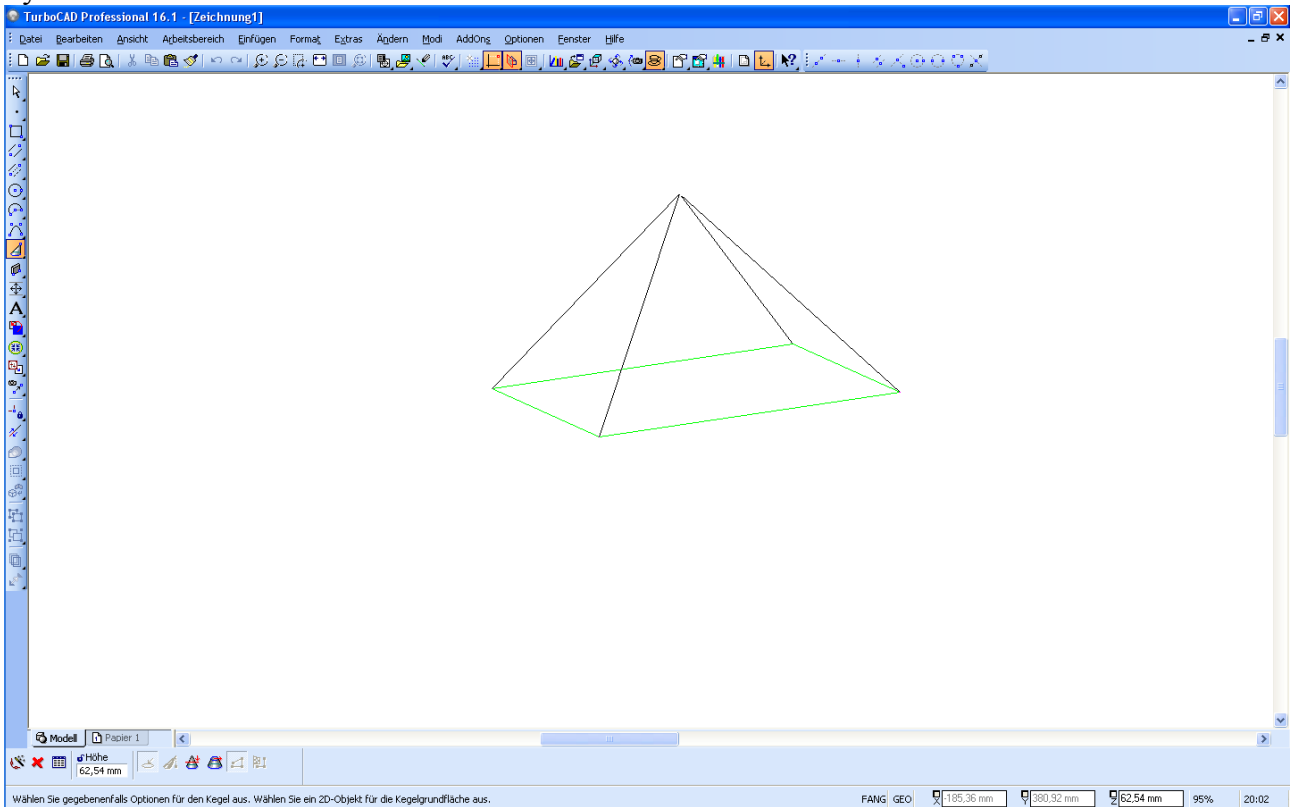 TurboCAD Professional 16.1 - [Zeichnung1]
Datei Bearbeiten Ansicht Arbeitsbereich Einfügen Format Extras Ändern Modi AddOns Optionen Fenster Hilfe
Modell Papier 1
Höhe
62,54 mm
Wählen Sie gegebenenfalls Optionen für den Kegel aus. Wählen Sie ein 2D-Objekt für die Kegelgrundfläche aus. FANG GEO X -185,36 mm Y 380,92 mm Z 62,54 mm 95% 20:02